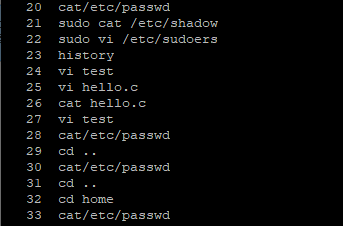 20 cat/etc/passwd
21 sudo cat /etc/shadow
22 sudo vi /etc/sudoers
23 history
24 vi test
25 vi hello.c
26 cat hello.c
27 vi test
28 cat/etc/passwd
29 cd ..
30 cat/etc/passwd
31 cd ..
32 cd home
33 cat/etc/passwd